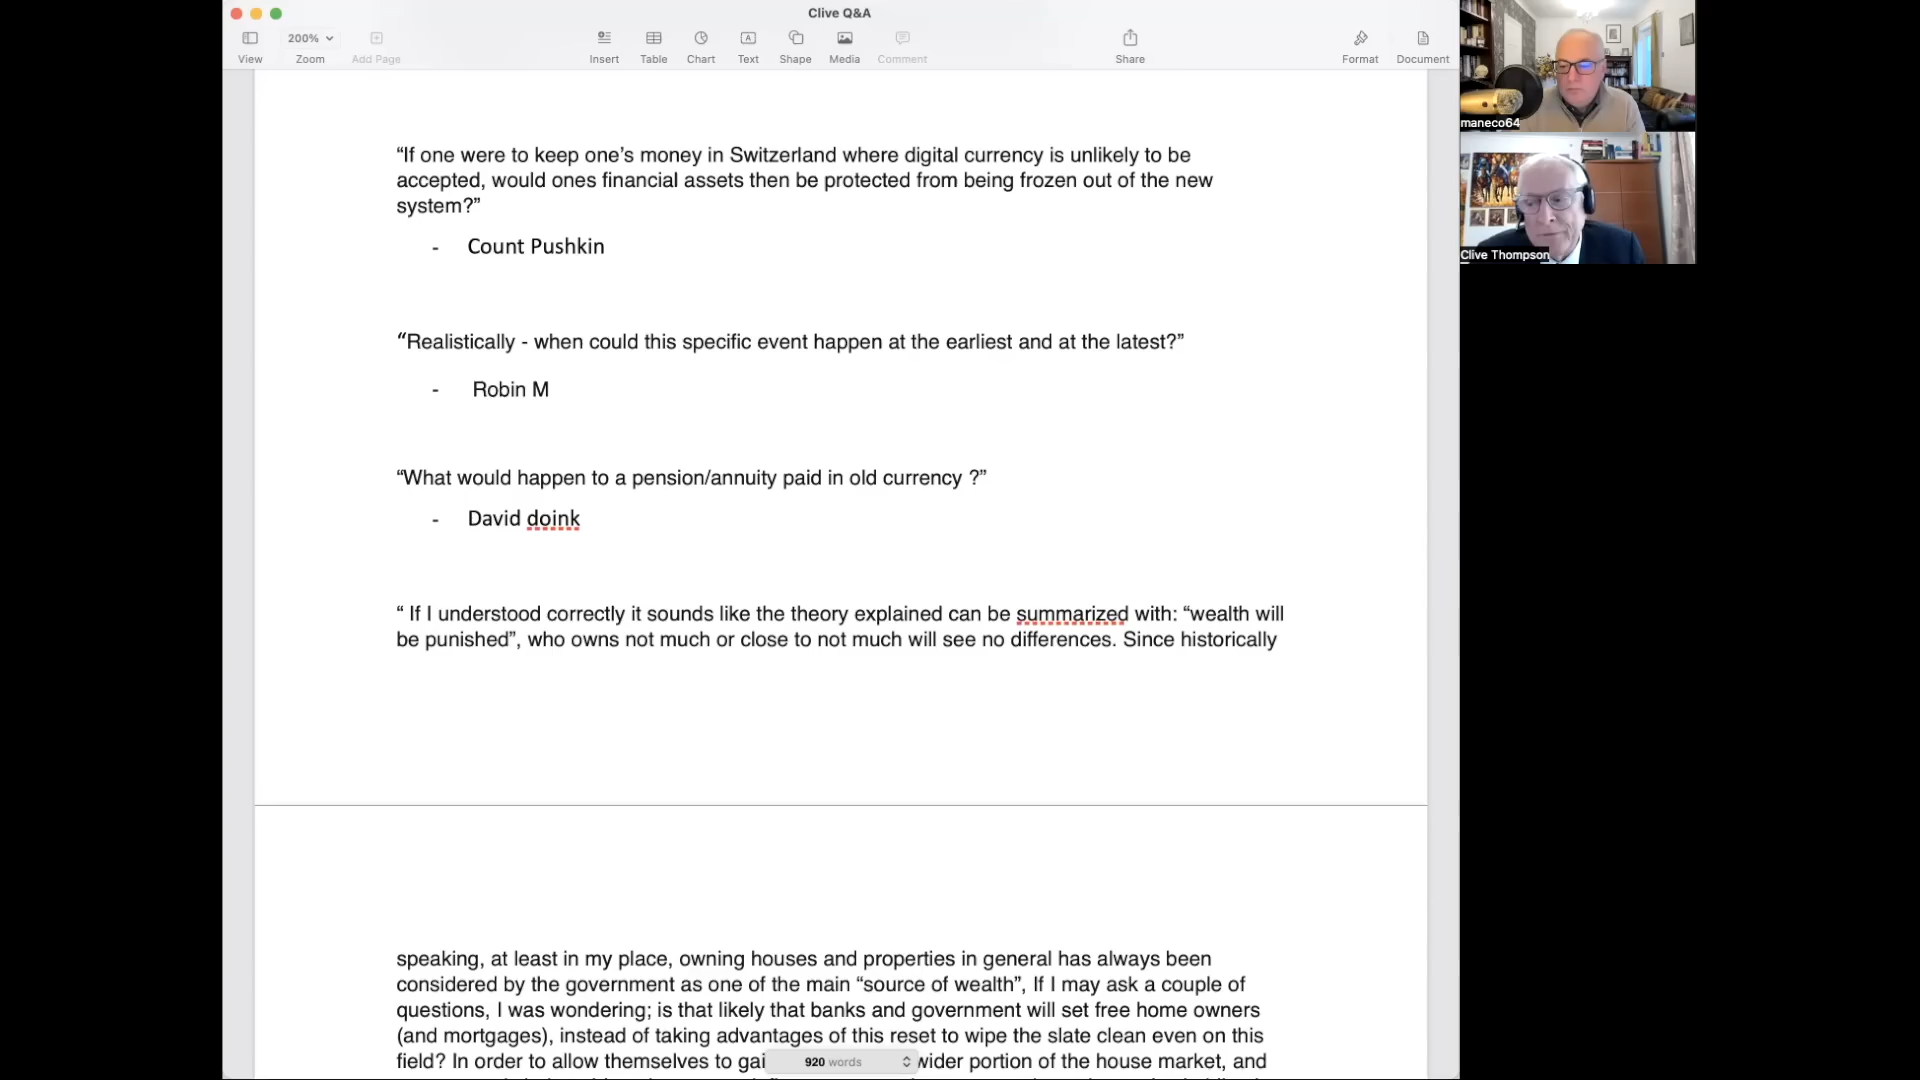 Clive Q&A
200%
View
Zoom
Add Page
Insert
Table
Chart
Text
Shape
Media
Comment
Share
Format
Document
“If one were to keep one’s money in Switzerland where digital currency is unlikely to be
accepted, would ones financial assets then be protected from being frozen out of the new
system?”
- Count Pushkin
“Realistically - when could this specific event happen at the earliest and at the latest?”
- Robin M
“What would happen to a pension/annuity paid in old currency ?”
- David doink
“ If I understood correctly it sounds like the theory explained can be summarized with: “wealth will
be punished”, who owns not much or close to not much will see no differences. Since historically
speaking, at least in my place, owning houses and properties in general has always been
considered by the government as one of the main “source of wealth”, If I may ask a couple of
questions, I was wondering; is that likely that banks and government will set free home owners
(and mortgages), instead of taking advantages of this reset to wipe the slate clean even on this
field? In order to allow themselves to gai wider portion of the house market, and
920 words
maneco64
Clive Thompson